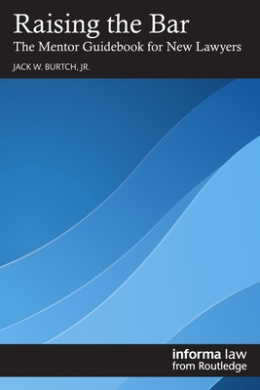 Raising the Bar
The Mentor Guidebook for New Lawyers
JACK W. BURTCH, JR.
informa law
from Routledge